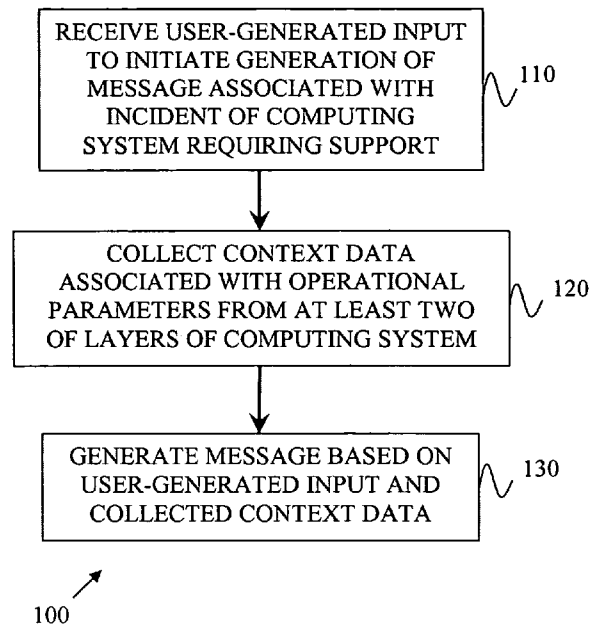 RECEIVE USER-GENERATED INPUT
TO INITIATE GENERATION OF
MESSAGE ASSOCIATED WITH
INCIDENT OF COMPUTING
SYSTEM REQUIRING SUPPORT
110
COLLECT CONTEXT DATA
ASSOCIATED WITH OPERATIONAL
PARAMETERS FROM AT LEAST TWO
OF LAYERS OF COMPUTING SYSTEM
120
GENERATE MESSAGE BASED ON
USER-GENERATED INPUT AND
COLLECTED CONTEXT DATA
130
100